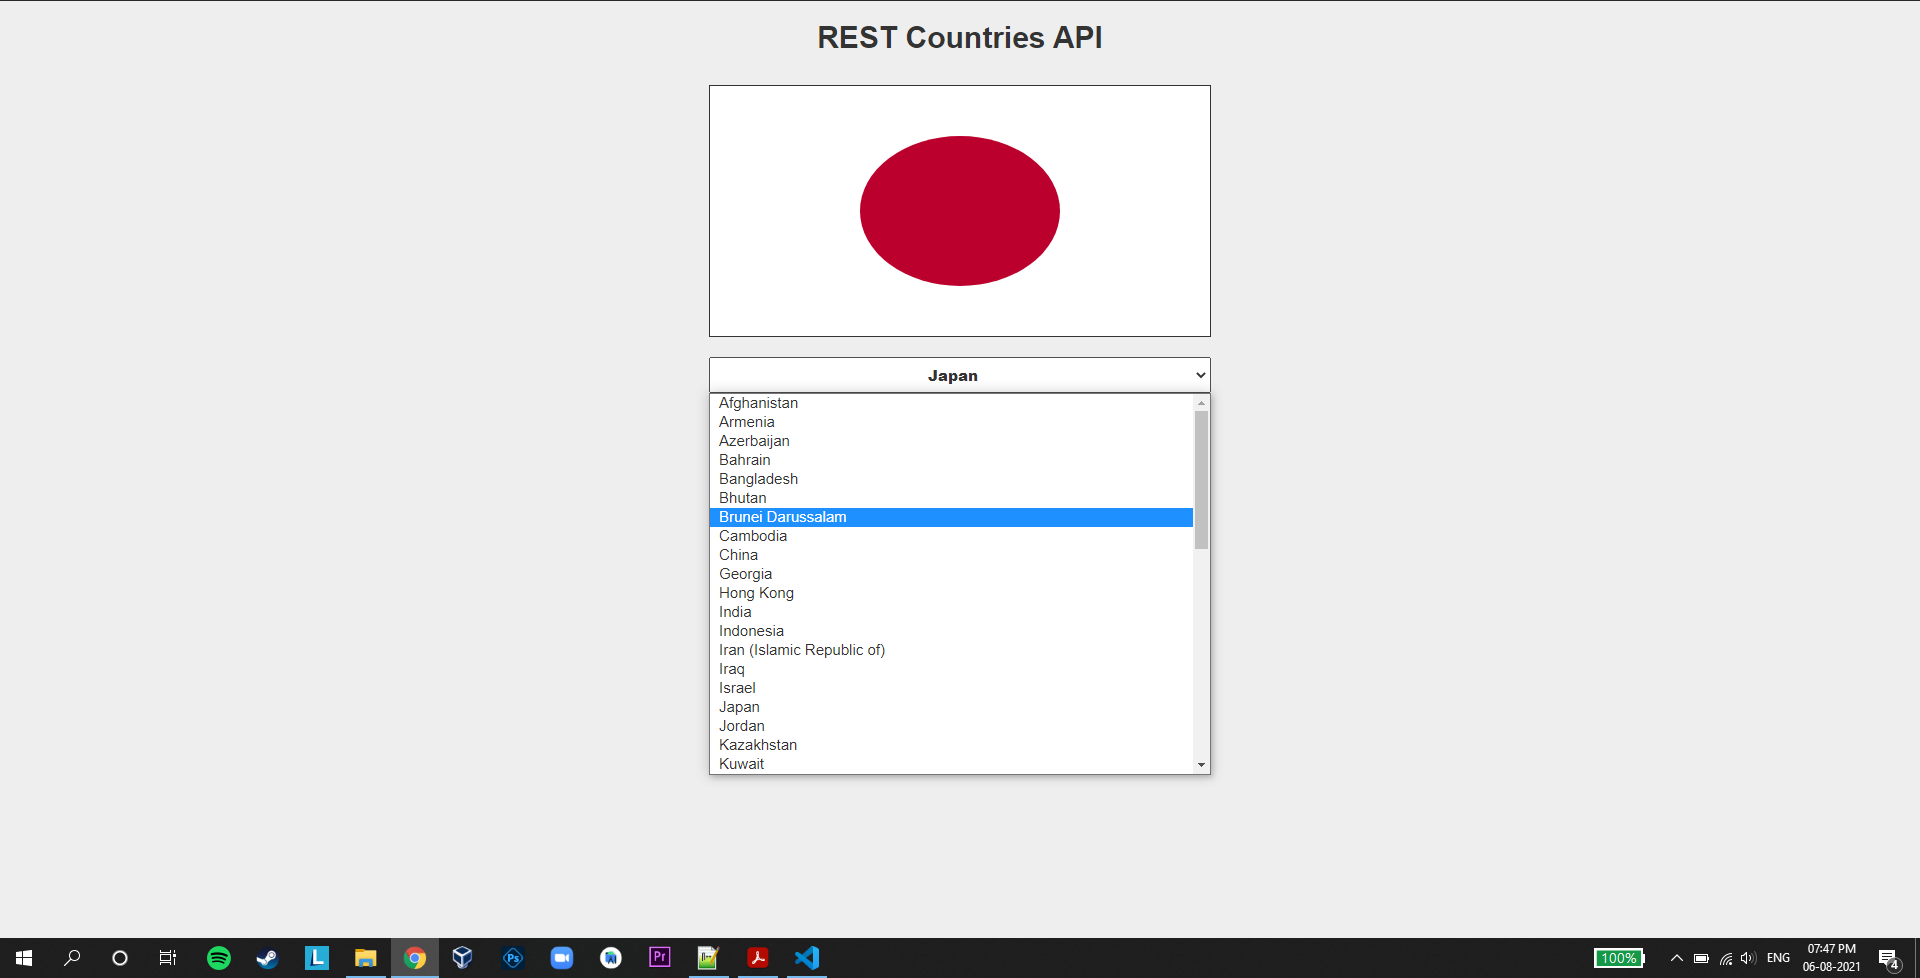 REST Countries API
Japan
Afghanistan
Armenia
Azerbaijan
Bahrain
Bangladesh
Bhutan
Brunei Darussalam
Cambodia
China
Georgia
Hong Kong
India
Indonesia
Iran (Islamic Republic of)
Iraq
Israel
Japan
Jordan
Kazakhstan
Kuwait
L
Ps
Pr
100%
ENG
07:47 PM
06-08-2021
4